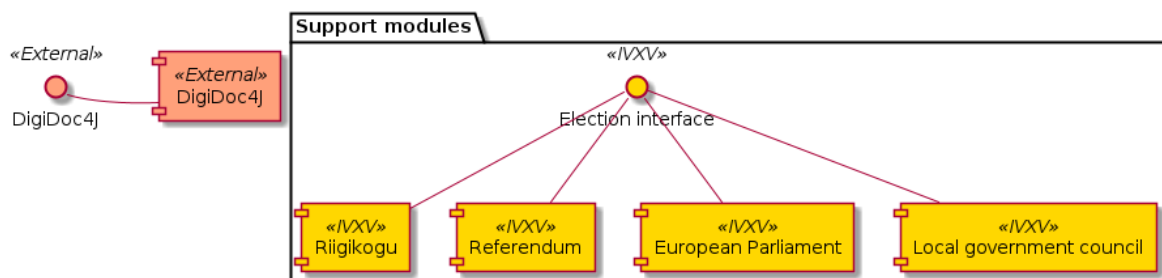 Support modules
«External»
DigiDoc4J
«External»
DigiDoc4J
«IVXV»
Election interface
«IVXV»
Riigikogu
«IVXV»
Referendum
«IVXV»
European Parliament
«IVXV»
Local government council